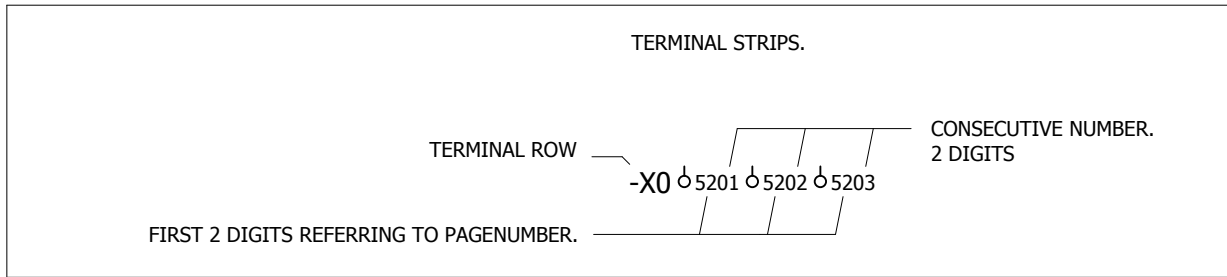 TERMINAL STRIPS.
CONSECUTIVE NUMBER.
2 DIGITS
TERMINAL ROW
-X0 5201 5202 5203
FIRST 2 DIGITS REFERRING TO PAGENUMBER.